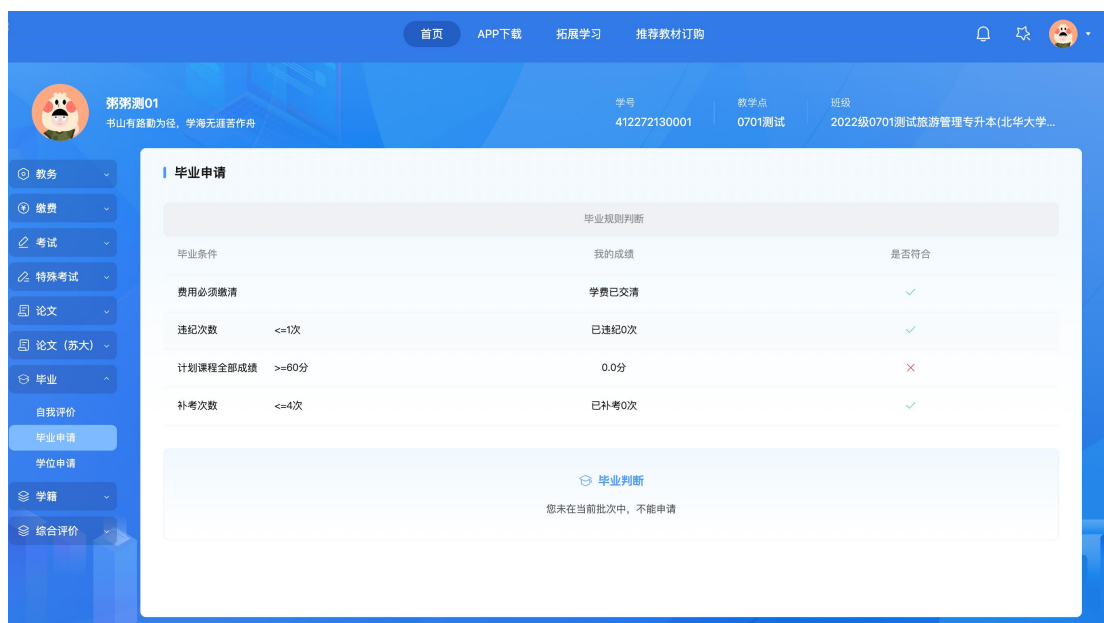 首页 APP下载 拓展学习 推荐教材订购
粥粥测01
书山有路勤为径，学海无涯苦作舟
学号 教学点 班级
412272130001 0701测试 2022级0701测试旅游管理专升本(北华大学...
教务
缴费
考试
特殊考试
论文
论文（苏大）
毕业
自我评价
毕业申请
学位申请
学籍
综合评价
毕业申请
毕业规则判断
毕业条件 我的成绩 是否符合
费用必须缴清 学费已交清
违纪次数 <=1次 已违纪0次
计划课程全部成绩 >=60分 0.0分
补考次数 <=4次 已补考0次
毕业判断
您未在当前批次中，不能申请